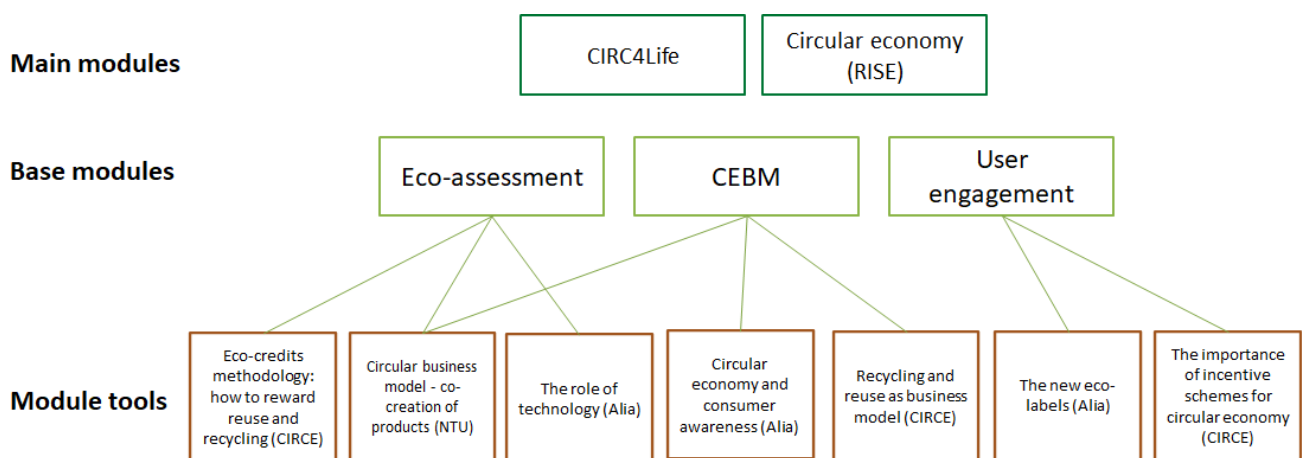 Main modules
CIRC4Life
Circular economy
(RISE)
Base modules
Eco-assessment
CEBM
User
engagement
Module tools
Eco-credits
methodology:
how to reward
reuse and
recycling (CIRCE)
Circular business
model - co-
creation of
products (NTU)
The role of
technology (Alia)
Circular
economy and
consumer
awareness (Alia)
Recycling and
reuse as business
model (CIRCE)
The new eco-
labels (Alia)
The importance
of incentive
schemes for
circular economy
(CIRCE)